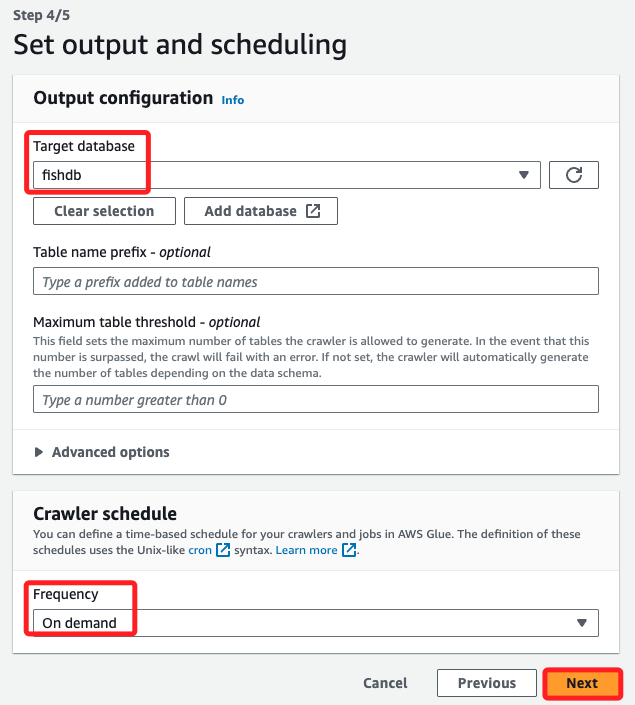 Step 4/5
Set output and scheduling
Output configuration Info
Target database
fishdb
Clear selection Add database
Table name prefix - optional
Type a prefix added to table names
Maximum table threshold - optional
This field sets the maximum number of tables the crawler is allowed to generate. In the event that this
number is surpassed, the crawl will fail with an error. If not set, the crawler will automatically generate
the number of tables depending on the data schema.
Type a number greater than 0
Advanced options
Crawler schedule
You can define a time-based schedule for your crawlers and jobs in AWS Glue. The definition of these
schedules uses the Unix-like cron syntax. Learn more.
Frequency
On demand
Cancel Previous Next